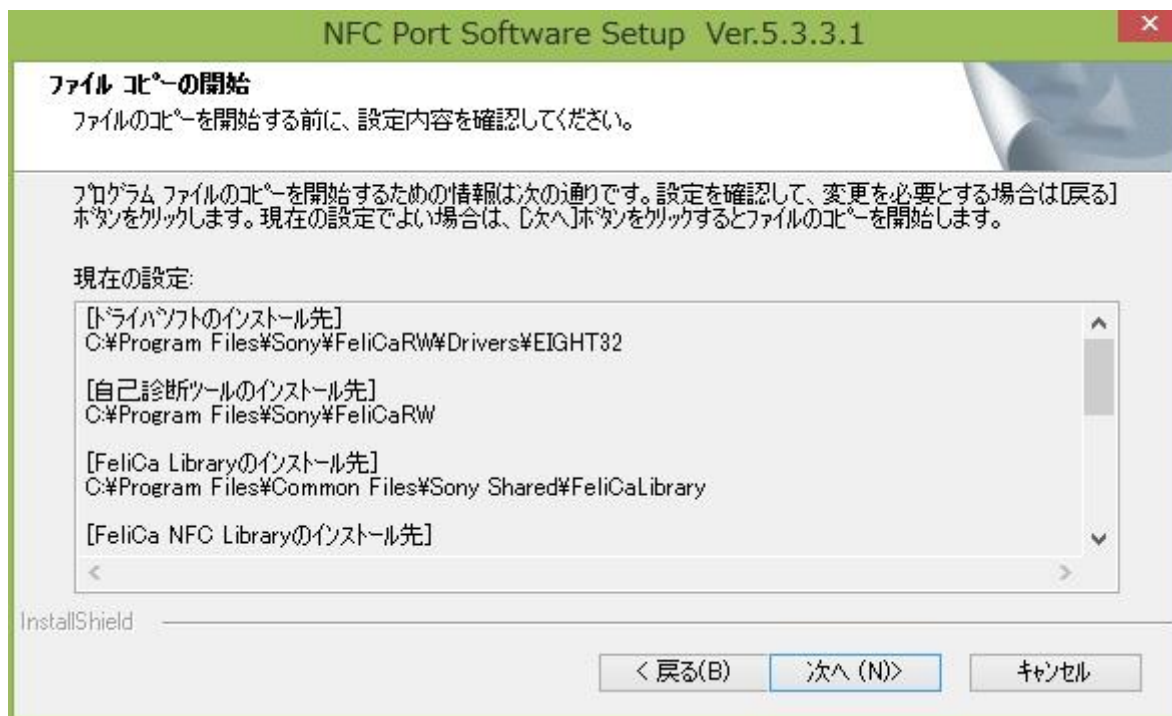 NFC Port Software Setup Ver.5.3.3.1
ファイル コピーの開始
ファイルのコピーを開始する前に、設定内容を確認してください。
プログラム ファイルのコピーを開始するための情報は次の通りです。設定を確認して、変更を必要とする場合は[戻る]
ボタンをクリックします。現在の設定でよい場合は、[次へ]ボタンをクリックするとファイルのコピーを開始します。
現在の設定:
[ドライバソフトのインストール先]
C:¥Program Files¥Sony¥FeliCaRW¥Drivers¥EIGHT32
[自己診断ツールのインストール先]
C:¥Program Files¥Sony¥FeliCaRW
[FeliCa Libraryのインストール先]
C:¥Program Files¥Common Files¥Sony Shared¥FeliCaLibrary
[FeliCa NFC Libraryのインストール先]
InstallShield
< 戻る(B)
次へ (N)>
キャンセル